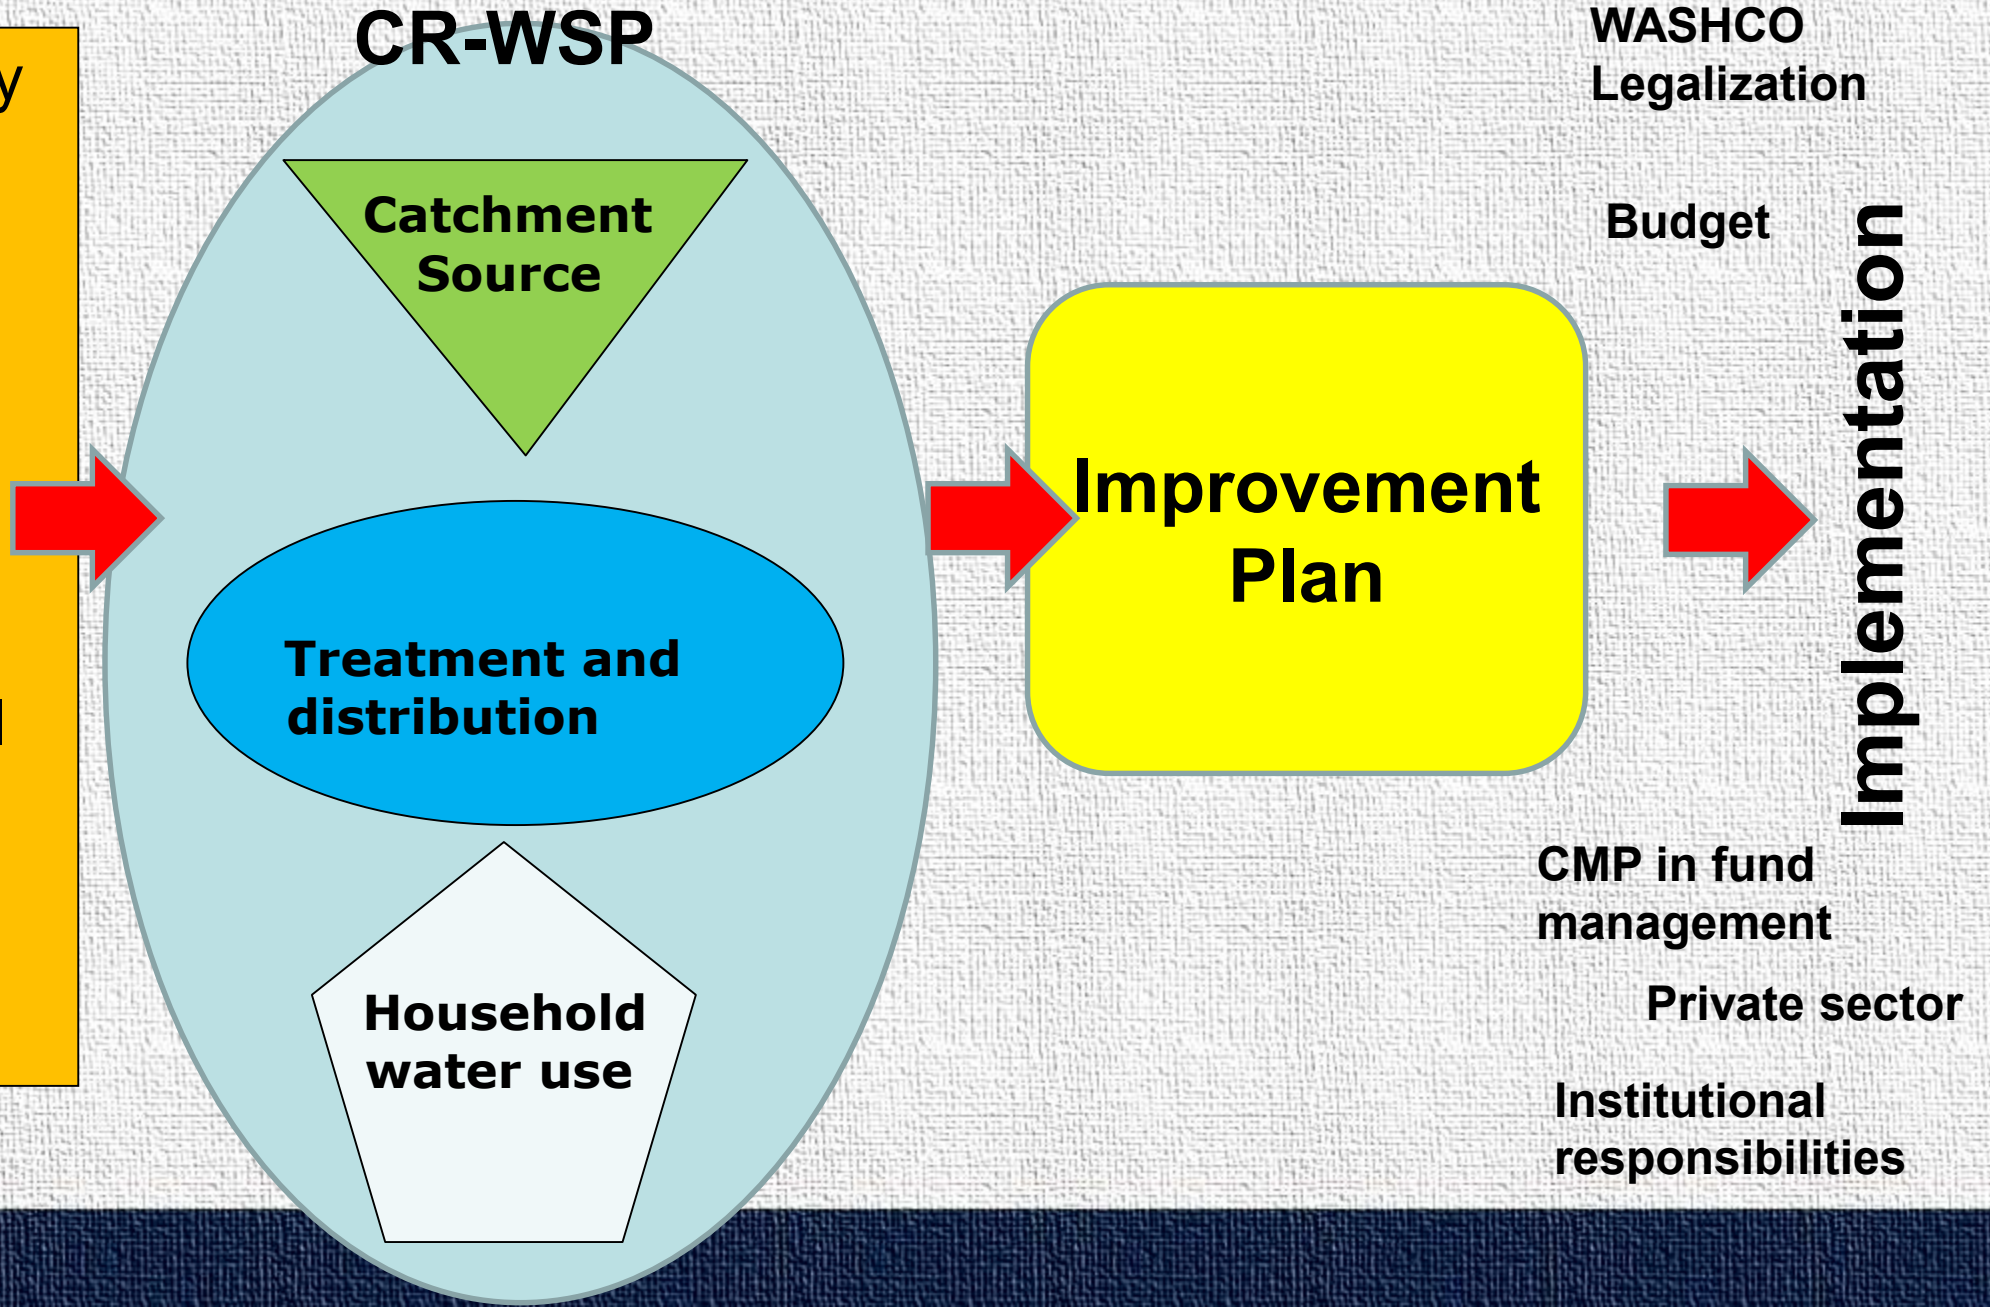 CR-WSP
Catchment
Source
Treatment and
distribution
Household
water use
Improvement
Plan
WASHCO
Legalization
Budget
Implementation
CMP in fund
management
Private sector
Institutional
responsibilities